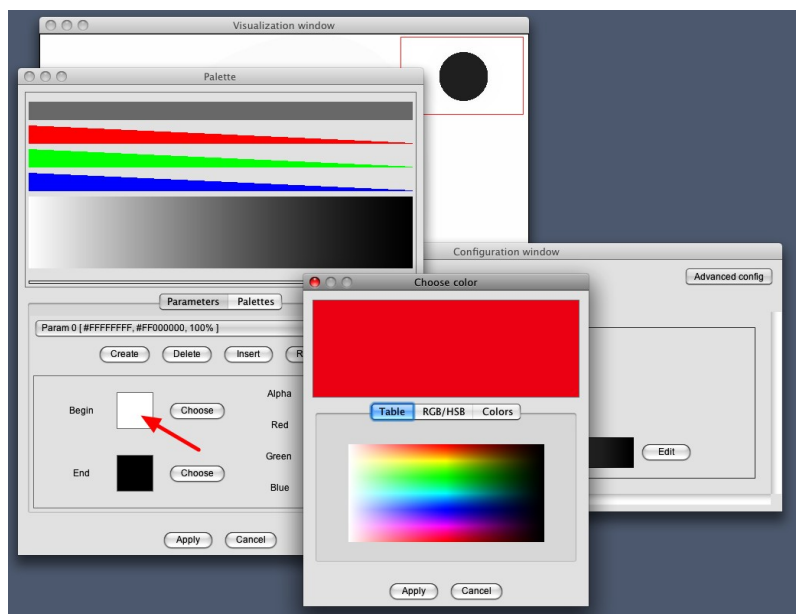 Visualization window
Palette
Configuration window
Advanced config
Choose color
Parameters Palettes
Param 0 [ #FFFFFFFF, #FF000000, 100% ]
Create Delete Insert
Table RGB/HSB Colors
Begin Choose Alpha
Red
Edit
End Choose Green
Blue
Apply Cancel
Apply Cancel